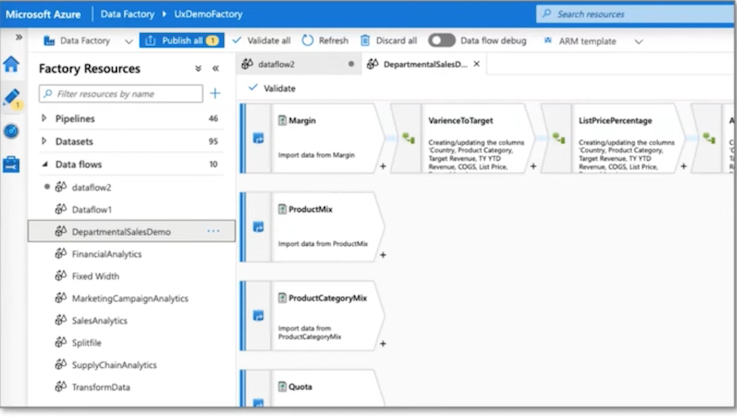 Microsoft Azure Data Factory UxDemoFactory Search resources
Data Factory Publish all 1 Validate all Refresh Discard all Data flow debug ARM template
Factory Resources
Filter resources by name
Pipelines 46
Datasets 95
Data flows 10
dataflow2
Dataflow1
DepartmentalSalesDemo
FinancialAnalytics
Fixed Width
MarketingCampaignAnalytics
SalesAnalytics
Splitfile
SupplyChainAnalytics
TransformData
1
dataflow2 DepartmentalSalesD...
Validate
Margin
Import data from Margin
VarienceToTarget
Creating/updating the columns
'Country, Product Category,
Target Revenue, TY YTD
Revenue, COGS, List Price,
ListPricePercentage
Creating/updating the columns
'Country, Product Category,
Target Revenue, TY YTD
Revenue, COGS, List Price,
A
ProductMix
Import data from ProductMix
ProductCategoryMix
Import data from
ProductCategoryMix
Quota